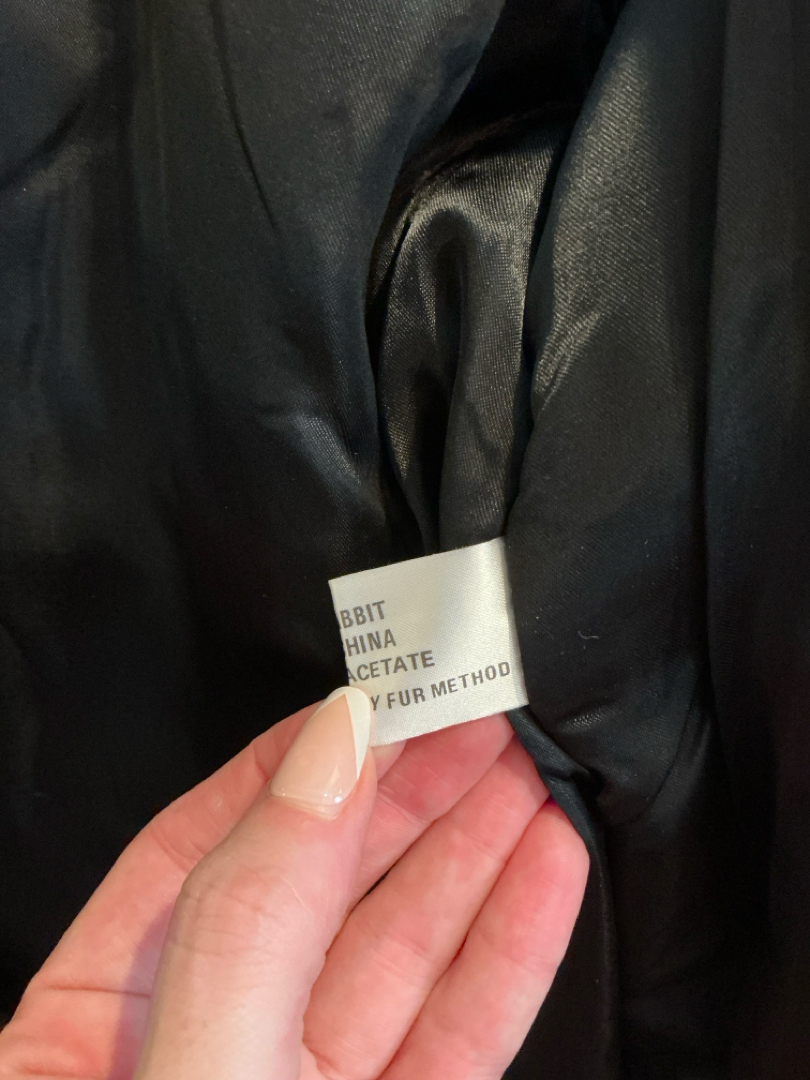 BBIT
HINA
ACETATE
Y FUR METHOD